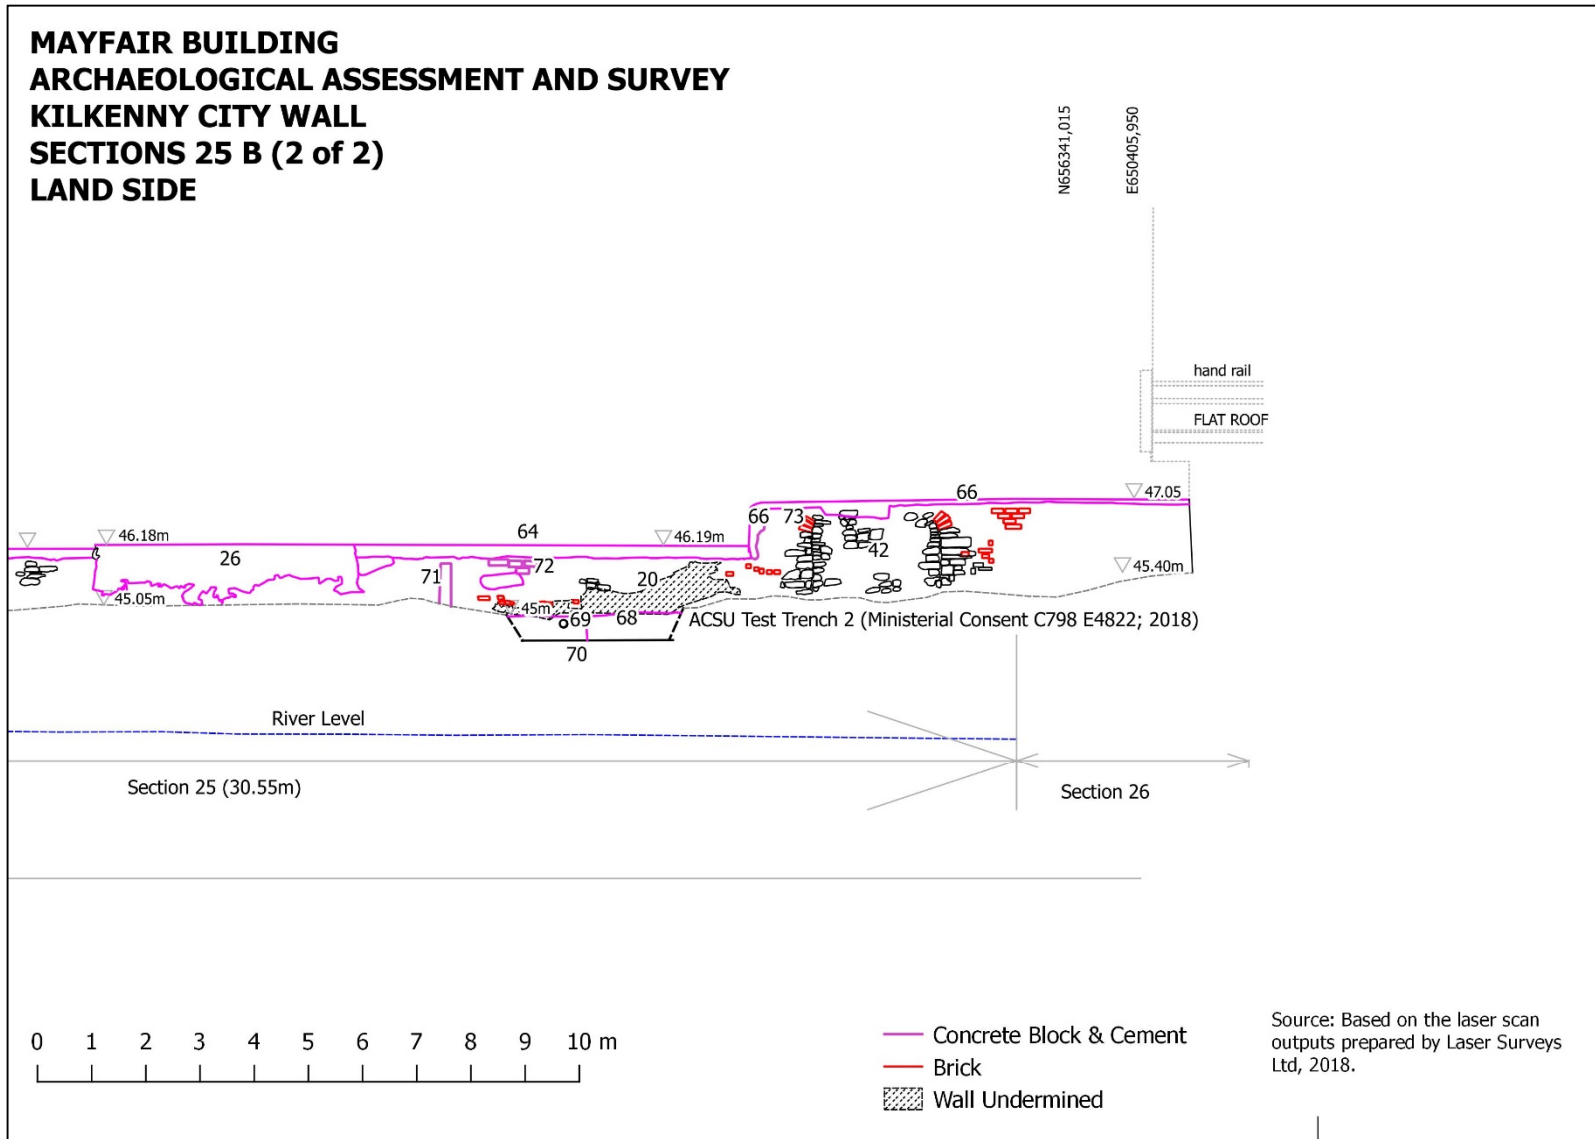 MAYFAIR BUILDING
ARCHAEOLOGICAL ASSESSMENT AND SURVEY
KILKENNY CITY WALL
SECTIONS 25 B (2 of 2)
LAND SIDE
N656341,015
E650405,950
hand rail
FLAT ROOF
66
47.05
46.18m
64
46.19m
66
73
26
42
71
72
20
45.40m
45.05m
45m
69
68
ACSU Test Trench 2 (Ministerial Consent C798 E4822; 2018)
70
River Level
Section 25 (30.55m)
Section 26
0 1 2 3 4 5 6 7 8 9 10 m
Concrete Block & Cement
Brick
Wall Undermined
Source: Based on the laser scan
outputs prepared by Laser Surveys
Ltd, 2018.